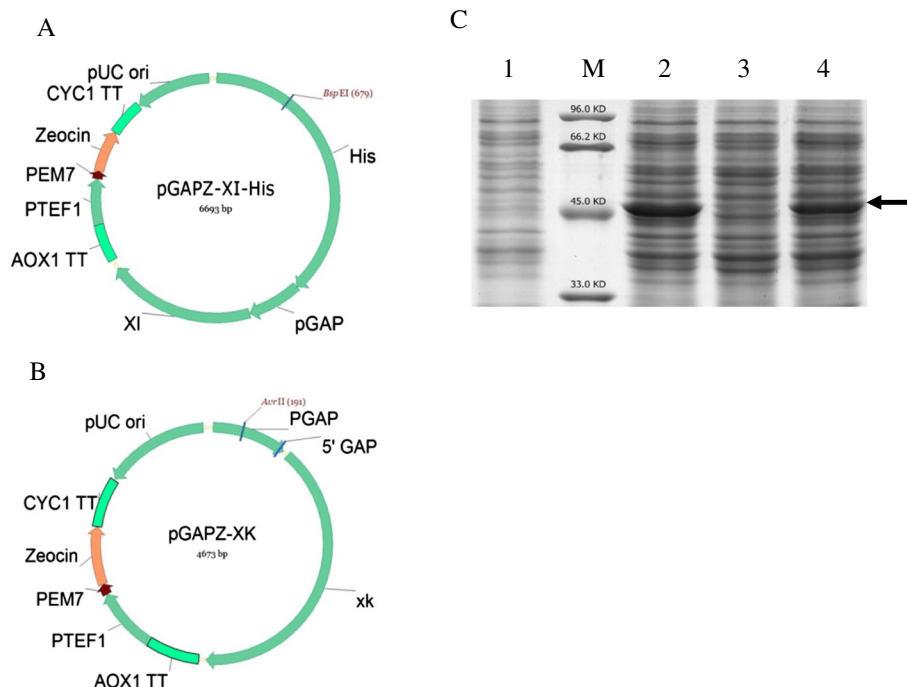 A
pUC ori
CYC1 TT
BspEI (679)
Zeocin
His
PEM7
pGAPZ-XI-His
6693 bp
PTEF1
AOX1 TT
XI
pGAP
B
AvrII (191)
PGAP
pUC ori
5' GAP
CYC1 TT
pGAPZ-XK
4673 bp
Zeocin
PEM7
xk
PTEF1
AOX1 TT
C
1 M 2 3 4
96.0 KD
66.2 KD
45.0 KD
33.0 KD